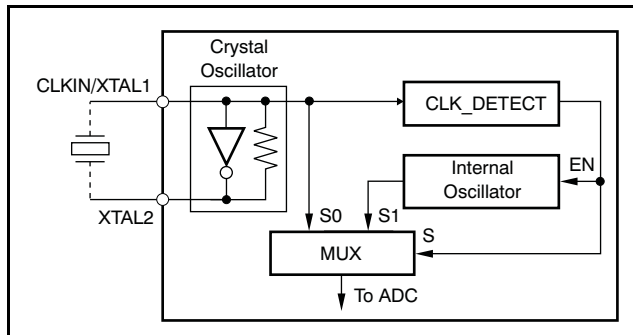 Crystal
Oscillator
CLKIN/XTAL1
CLK_DETECT
Internal
Oscillator
EN
XTAL2
S0
S1
S
MUX
To ADC